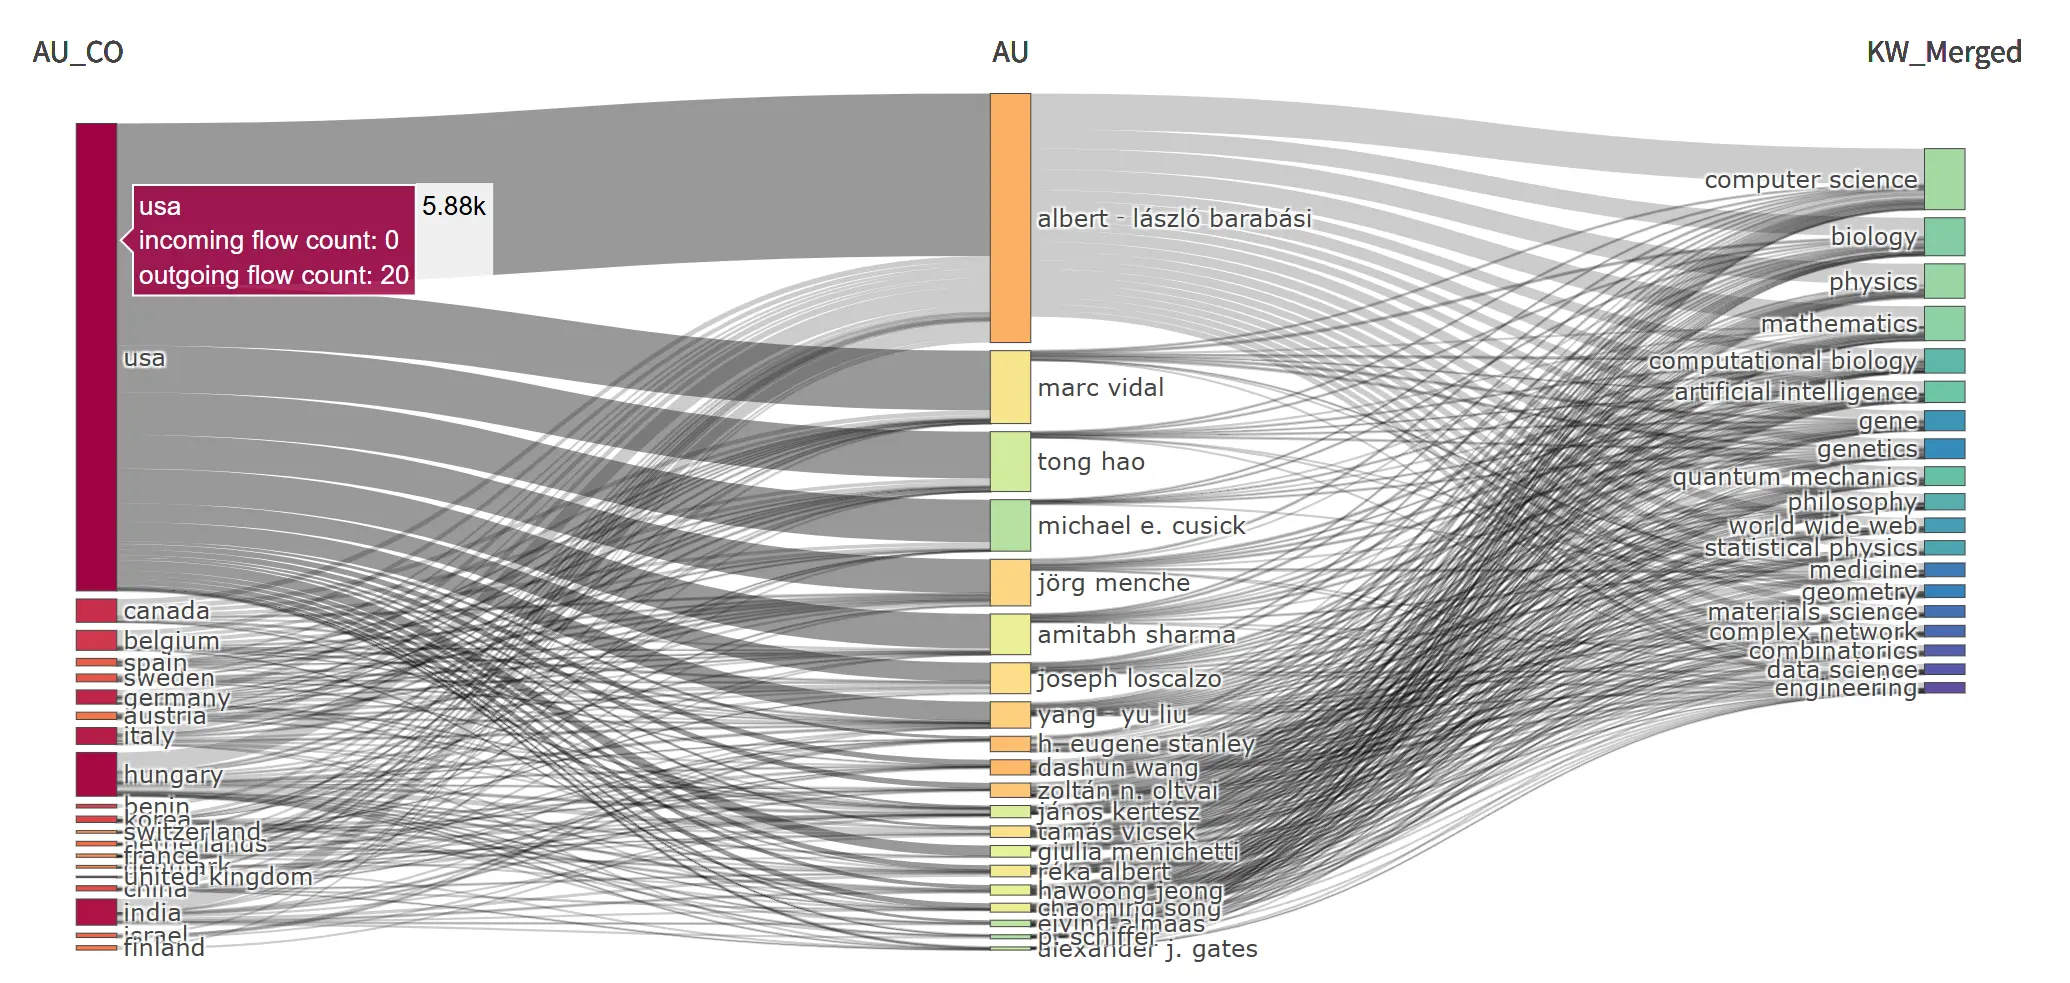 AU_CO
AU
KW_Merged
usa
incoming flow count: 0
outgoing flow count: 20
5.88k
usa
canada
belgium
spain
sweden
germany
austria
italy
hungary
benin
korea
switzerland
netherlands
france
denmark
united kingdom
china
india
israel
finland
albert - lászló barabási
marc vidal
tong hao
michael e. cusick
jörg menche
amitabh sharma
joseph loscalzo
yang - yu liu
h. eugene stanley
dashun wang
zoltán n. oltvai
jános kertész
tamás vicsek
giulia menichetti
réka albert
hawoong jeong
chaoming song
eivind almaas
p. schiffer
alexander j. gates
computer science
biology
physics
mathematics
computational biology
artificial intelligence
gene
genetics
quantum mechanics
philosophy
world wide web
statistical physics
medicine
geometry
materials science
complex network
combinatorics
data science
engineering